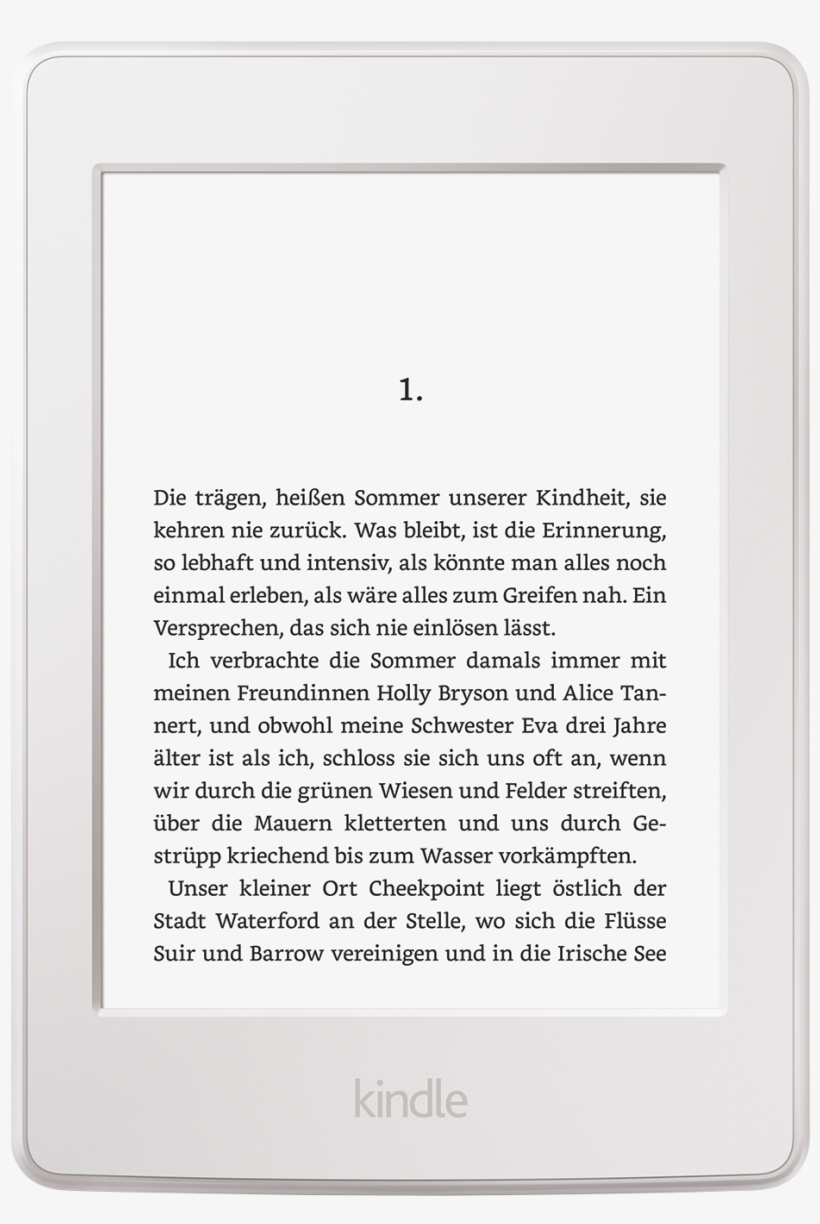 1.
Die trägen, heißen Sommer unserer Kindheit, sie
kehren nie zurück. Was bleibt, ist die Erinnerung,
so lebhaft und intensiv, als könnte man alles noch
einmal erleben, als wäre alles zum Greifen nah. Ein
Versprechen, das sich nie einlösen lässt.
Ich verbrachte die Sommer damals immer mit
meinen Freundinnen Holly Bryson und Alice Tan-
nert, und obwohl meine Schwester Eva drei Jahre
älter ist als ich, schloss sie sich uns oft an, wenn
wir durch die grünen Wiesen und Felder streiften,
über die Mauern kletterten und uns durch Ge-
strüpp kriechend bis zum Wasser vorkämpften.
Unser kleiner Ort Cheekpoint liegt östlich der
Stadt Waterford an der Stelle, wo sich die Flüsse
Suir und Barrow vereinigen und in die Irische See
kindle